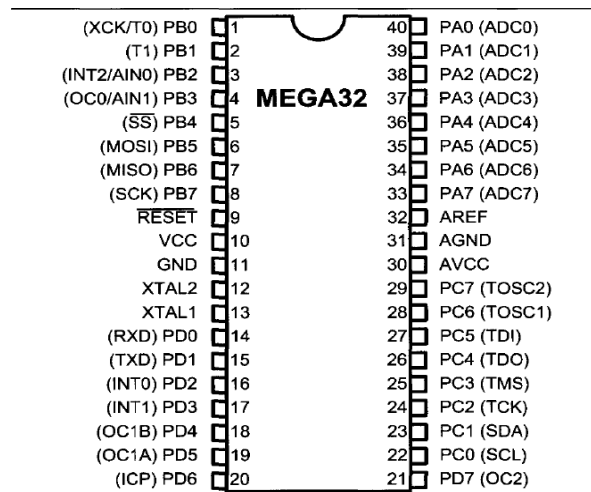 (XCK/T0) PB0 1 40 PA0 (ADC0)
(T1) PB1 2 39 PA1 (ADC1)
(INT2/AIN0) PB2 3 38 PA2 (ADC2)
(OC0/AIN1) PB3 4 MEGA32 37 PA3 (ADC3)
(SS) PB4 5 36 PA4 (ADC4)
(MOSI) PB5 6 35 PA5 (ADC5)
(MISO) PB6 7 34 PA6 (ADC6)
(SCK) PB7 8 33 PA7 (ADC7)
RESET 9 32 AREF
VCC 10 31 AGND
GND 11 30 AVCC
XTAL2 12 29 PC7 (TOSC2)
XTAL1 13 28 PC6 (TOSC1)
(RXD) PD0 14 27 PC5 (TDI)
(TXD) PD1 15 26 PC4 (TDO)
(INT0) PD2 16 25 PC3 (TMS)
(INT1) PD3 17 24 PC2 (TCK)
(OC1B) PD4 18 23 PC1 (SDA)
(OC1A) PD5 19 22 PC0 (SCL)
(ICP) PD6 20 21 PD7 (OC2)